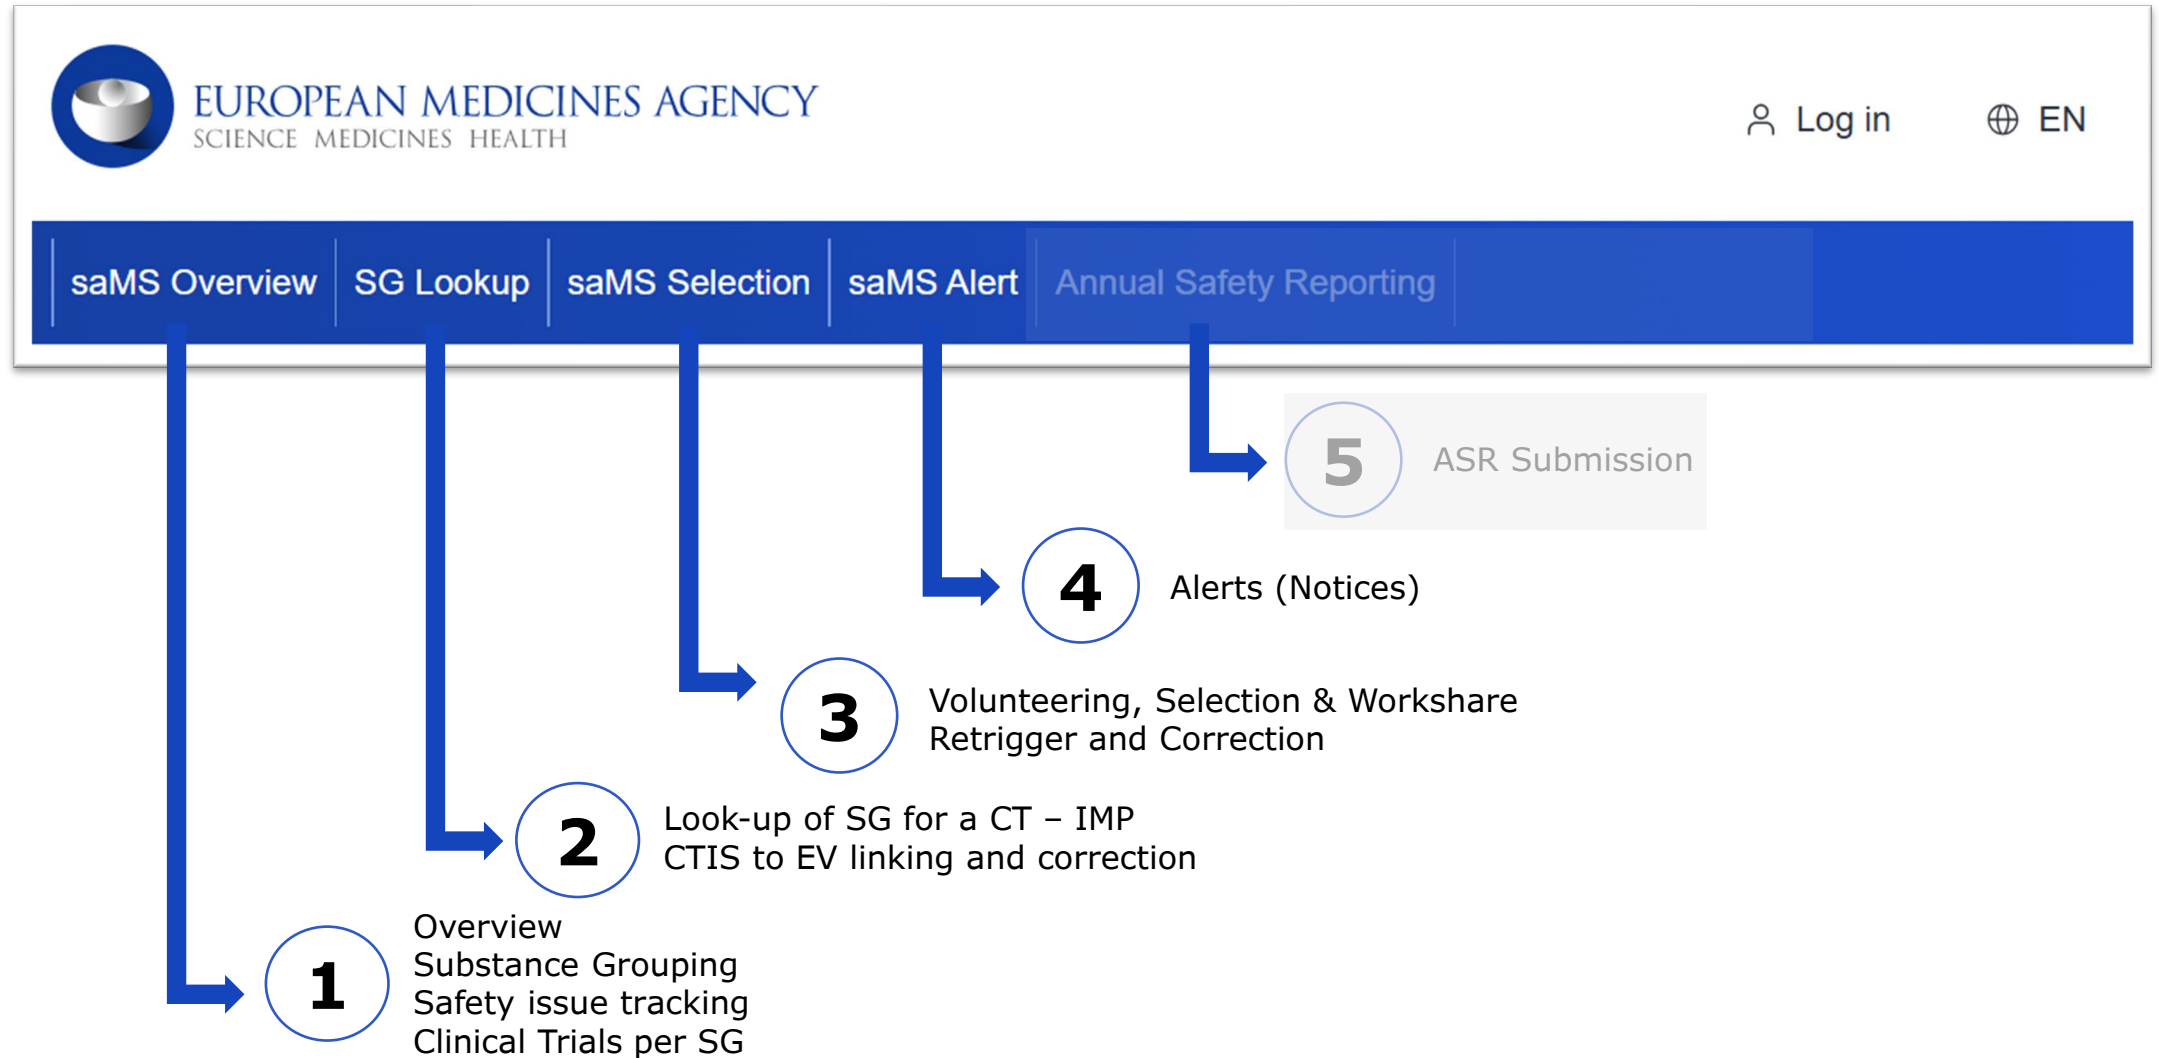 EUROPEAN MEDICINES AGENCY
SCIENCE MEDICINES HEALTH
Log in
EN
saMS Overview
SG Lookup
saMS Selection
saMS Alert
Annual Safety Reporting
5
ASR Submission
4
Alerts (Notices)
3
Volunteering, Selection & Workshare
Retrigger and Correction
2
Look-up of SG for a CT – IMP
CTIS to EV linking and correction
1
Overview
Substance Grouping
Safety issue tracking
Clinical Trials per SG